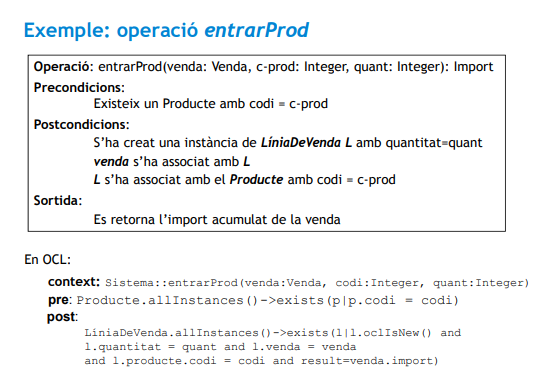 Exemple: operació entrarProd
Operació: entrarProd(venda: Venda, c-prod: Integer, quant: Integer): Import
Precondicions:
Existeix un Producte amb codi = c-prod
Postcondicions:
S'ha creat una instància de LíniaDeVenda L amb quantitat=quant
venda s'ha associat amb L
L s'ha associat amb el Producte amb codi = c-prod
Sortida:
Es retorna l'import acumulat de la venda
En OCL:
context: Sistema::entrarProd(venda:Venda, codi:Integer, quant:Integer)
pre: Producte.allInstances()->exists(p|p.codi = codi)
post:
LiniaDeVenda.allInstances()->exists(l|l.oclIsNew() and
l.quantitat = quant and l.venda = venda
and l.producte.codi = codi and result=venda.import)